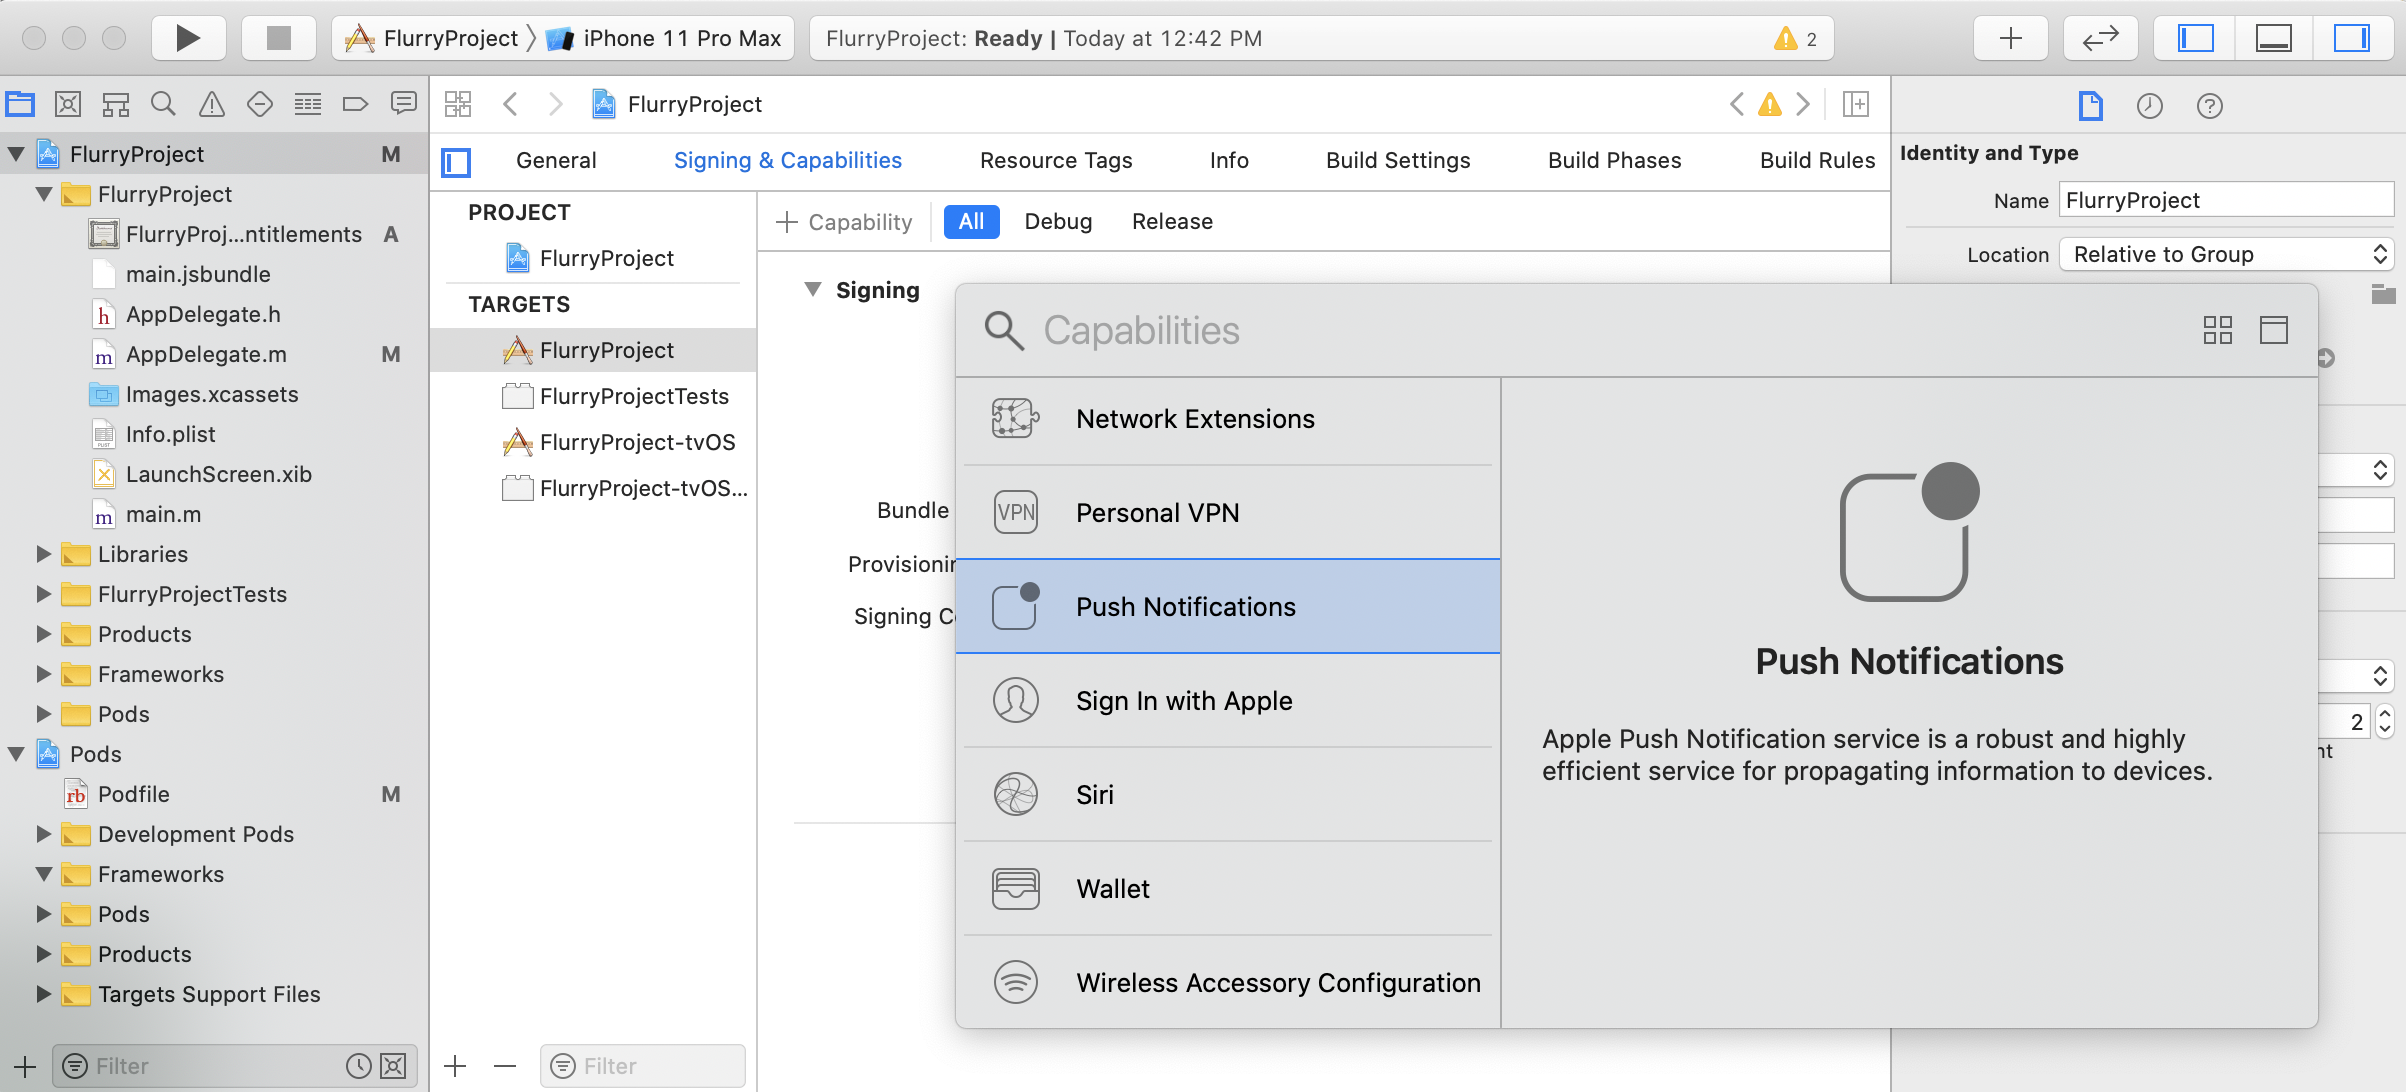 FlurryProject
iPhone 11 Pro Max
FlurryProject: Ready | Today at 12:42 PM
2
FlurryProject
M
FlurryProject
FlurryProj...ntitlements
A
main.jsbundle
h
AppDelegate.h
m
AppDelegate.m
M
Images.xcassets
PLIST
Info.plist
LaunchScreen.xib
m
main.m
Libraries
FlurryProjectTests
Products
Frameworks
Pods
Pods
rb
Podfile
M
Development Pods
Frameworks
Pods
Products
Targets Support Files
Filter
FlurryProject
General
Signing & Capabilities
Resource Tags
Info
Build Settings
Build Phases
Build Rules
PROJECT
FlurryProject
TARGETS
FlurryProject
FlurryProjectTests
FlurryProject-tvOS
FlurryProject-tvOS...
Filter
+ Capability
All
Debug
Release
Signing
Bundle
Provisionin
Signing C
Capabilities
Network Extensions
VPN
Personal VPN
Push Notifications
Sign In with Apple
Siri
Wallet
Wireless Accessory Configuration
Push Notifications
Apple Push Notification service is a robust and highly
efficient service for propagating information to devices.
Identity and Type
Name
FlurryProject
Location
Relative to Group
2
nt